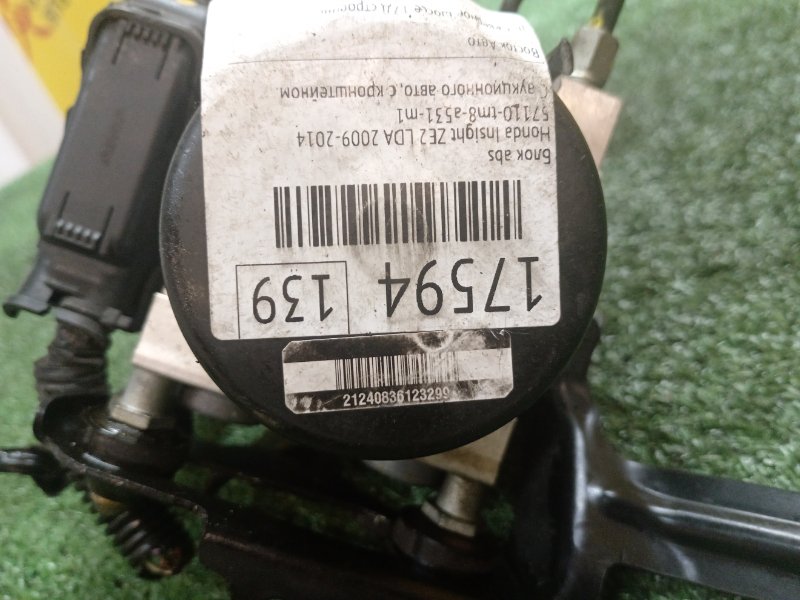 17594
139
Блок abs
Honda Insight ZE2 LDA 2009-2014
57110-tm8-a531-m1
С аукционного авто, с кронштейном
Восток Авто
21240836123299